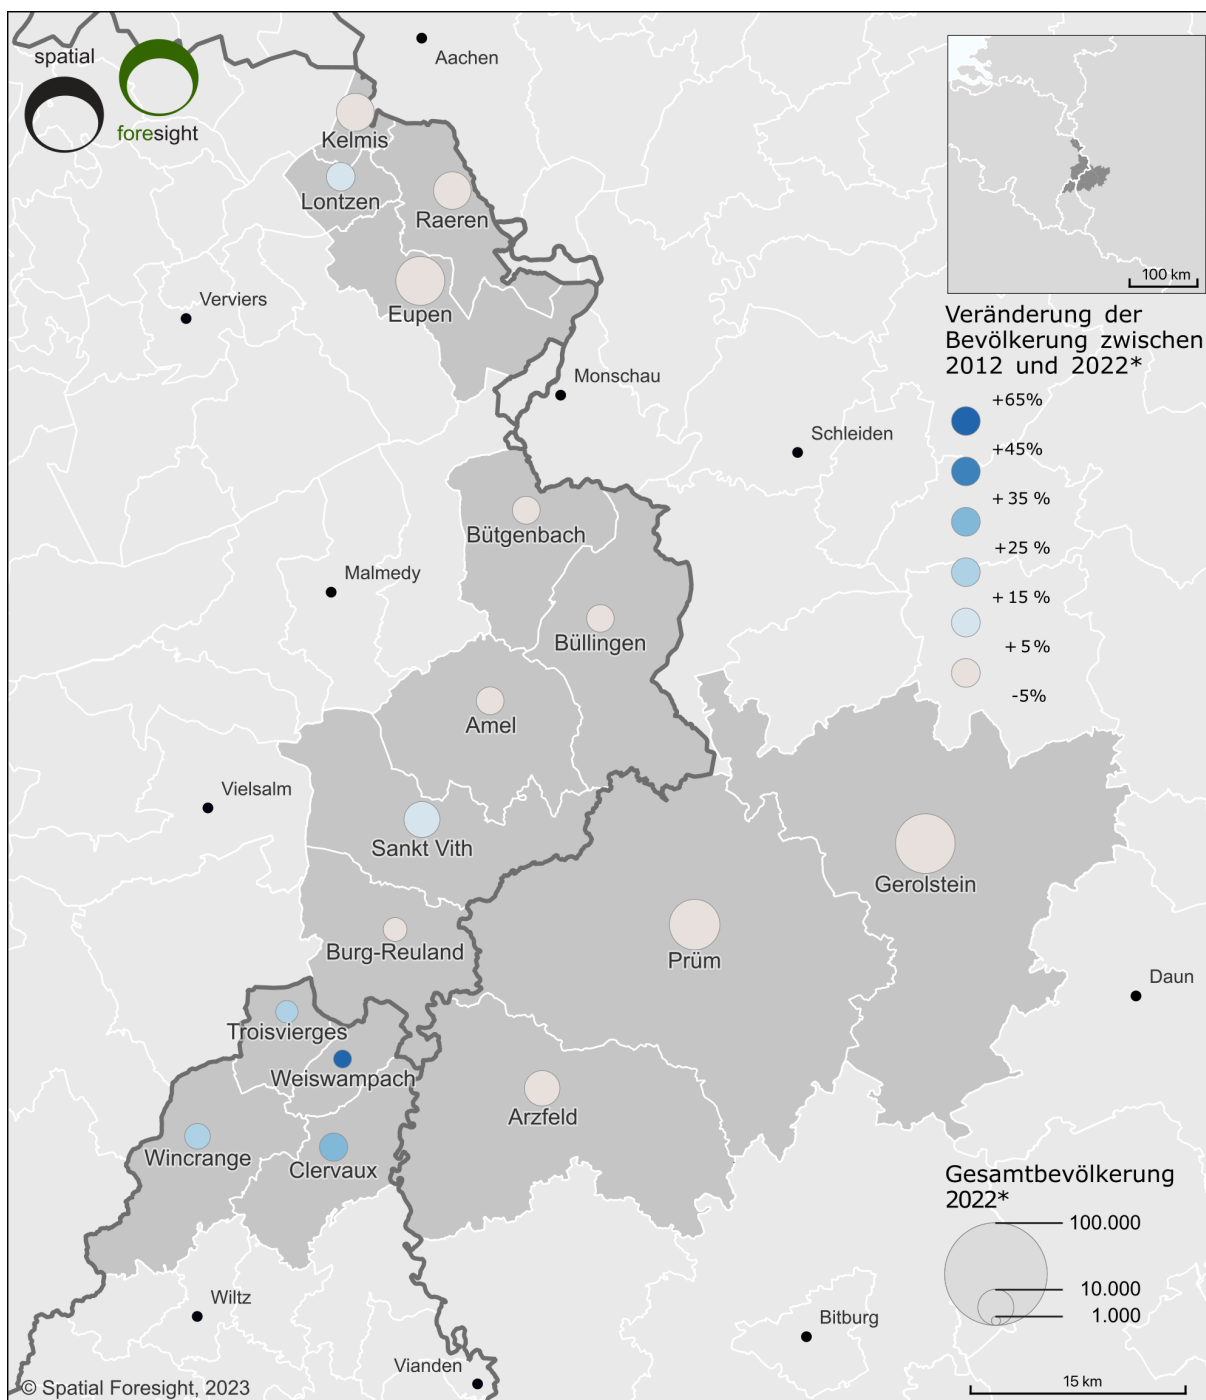 spatial
foresight
Aachen
Kelmis
Lontzen
Raeren
Verviers
Eupen
Monschau
Schleiden
Bütgenbach
Malmedy
Büllingen
Amel
Vielsalm
Sankt Vith
Gerolstein
Burg-Reuland
Prüm
Daun
Troisvierges
Weiswampach
Arzfeld
Wincrange
Clervaux
Wiltz
Bitburg
Vianden
© Spatial Foresight, 2023
100 km
Veränderung der
Bevölkerung zwischen
2012 und 2022*
+65%
+45%
+35 %
+25 %
+15 %
+5 %
-5%
Gesamtbevölkerung
2022*
100.000
10.000
1.000
15 km